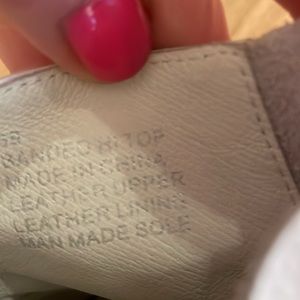 BANDED HI TOP
MADE IN CHINA
LEATHER UPPER
LEATHER LINING
MAN MADE SOLE